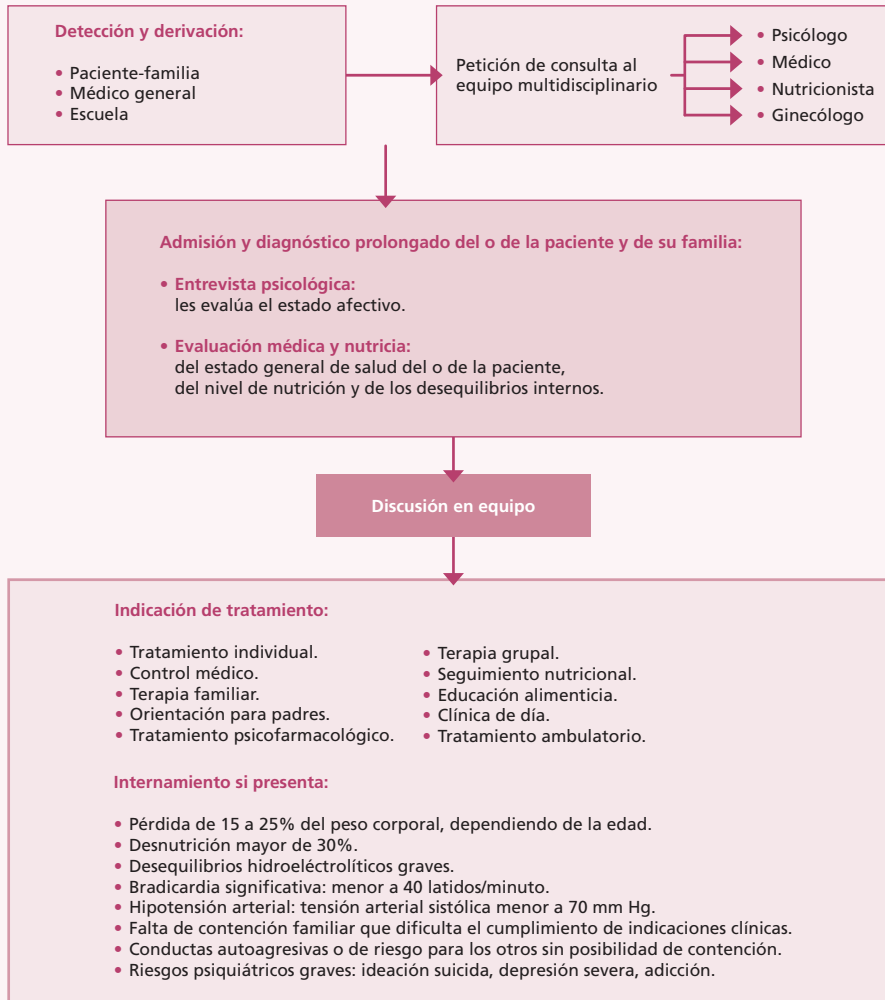 Detección y derivación:
• Paciente-familia
• Médico general
• Escuela
Petición de consulta al
equipo multidisciplinario
• Psicólogo
• Médico
• Nutricionista
• Ginecólogo
Admisión y diagnóstico prolongado del o de la paciente y de su familia:
• Entrevista psicológica:
les evalúa el estado afectivo.
• Evaluación médica y nutricia:
del estado general de salud del o de la paciente,
del nivel de nutrición y de los desequilibrios internos.
Discusión en equipo
Indicación de tratamiento:
• Tratamiento individual.
• Control médico.
• Terapia familiar.
• Orientación para padres.
• Tratamiento psicofarmacológico.
• Terapia grupal.
• Seguimiento nutricional.
• Educación alimenticia.
• Clínica de día.
• Tratamiento ambulatorio.
Internamiento si presenta:
• Pérdida de 15 a 25% del peso corporal, dependiendo de la edad.
• Desnutrición mayor de 30%.
• Desequilibrios hidroeléctrolíticos graves.
• Bradicardia significativa: menor a 40 latidos/minuto.
• Hipotensión arterial: tensión arterial sistólica menor a 70 mm Hg.
• Falta de contención familiar que dificulta el cumplimiento de indicaciones clínicas.
• Conductas autoagresivas o de riesgo para los otros sin posibilidad de contención.
• Riesgos psiquiátricos graves: ideación suicida, depresión severa, adicción.